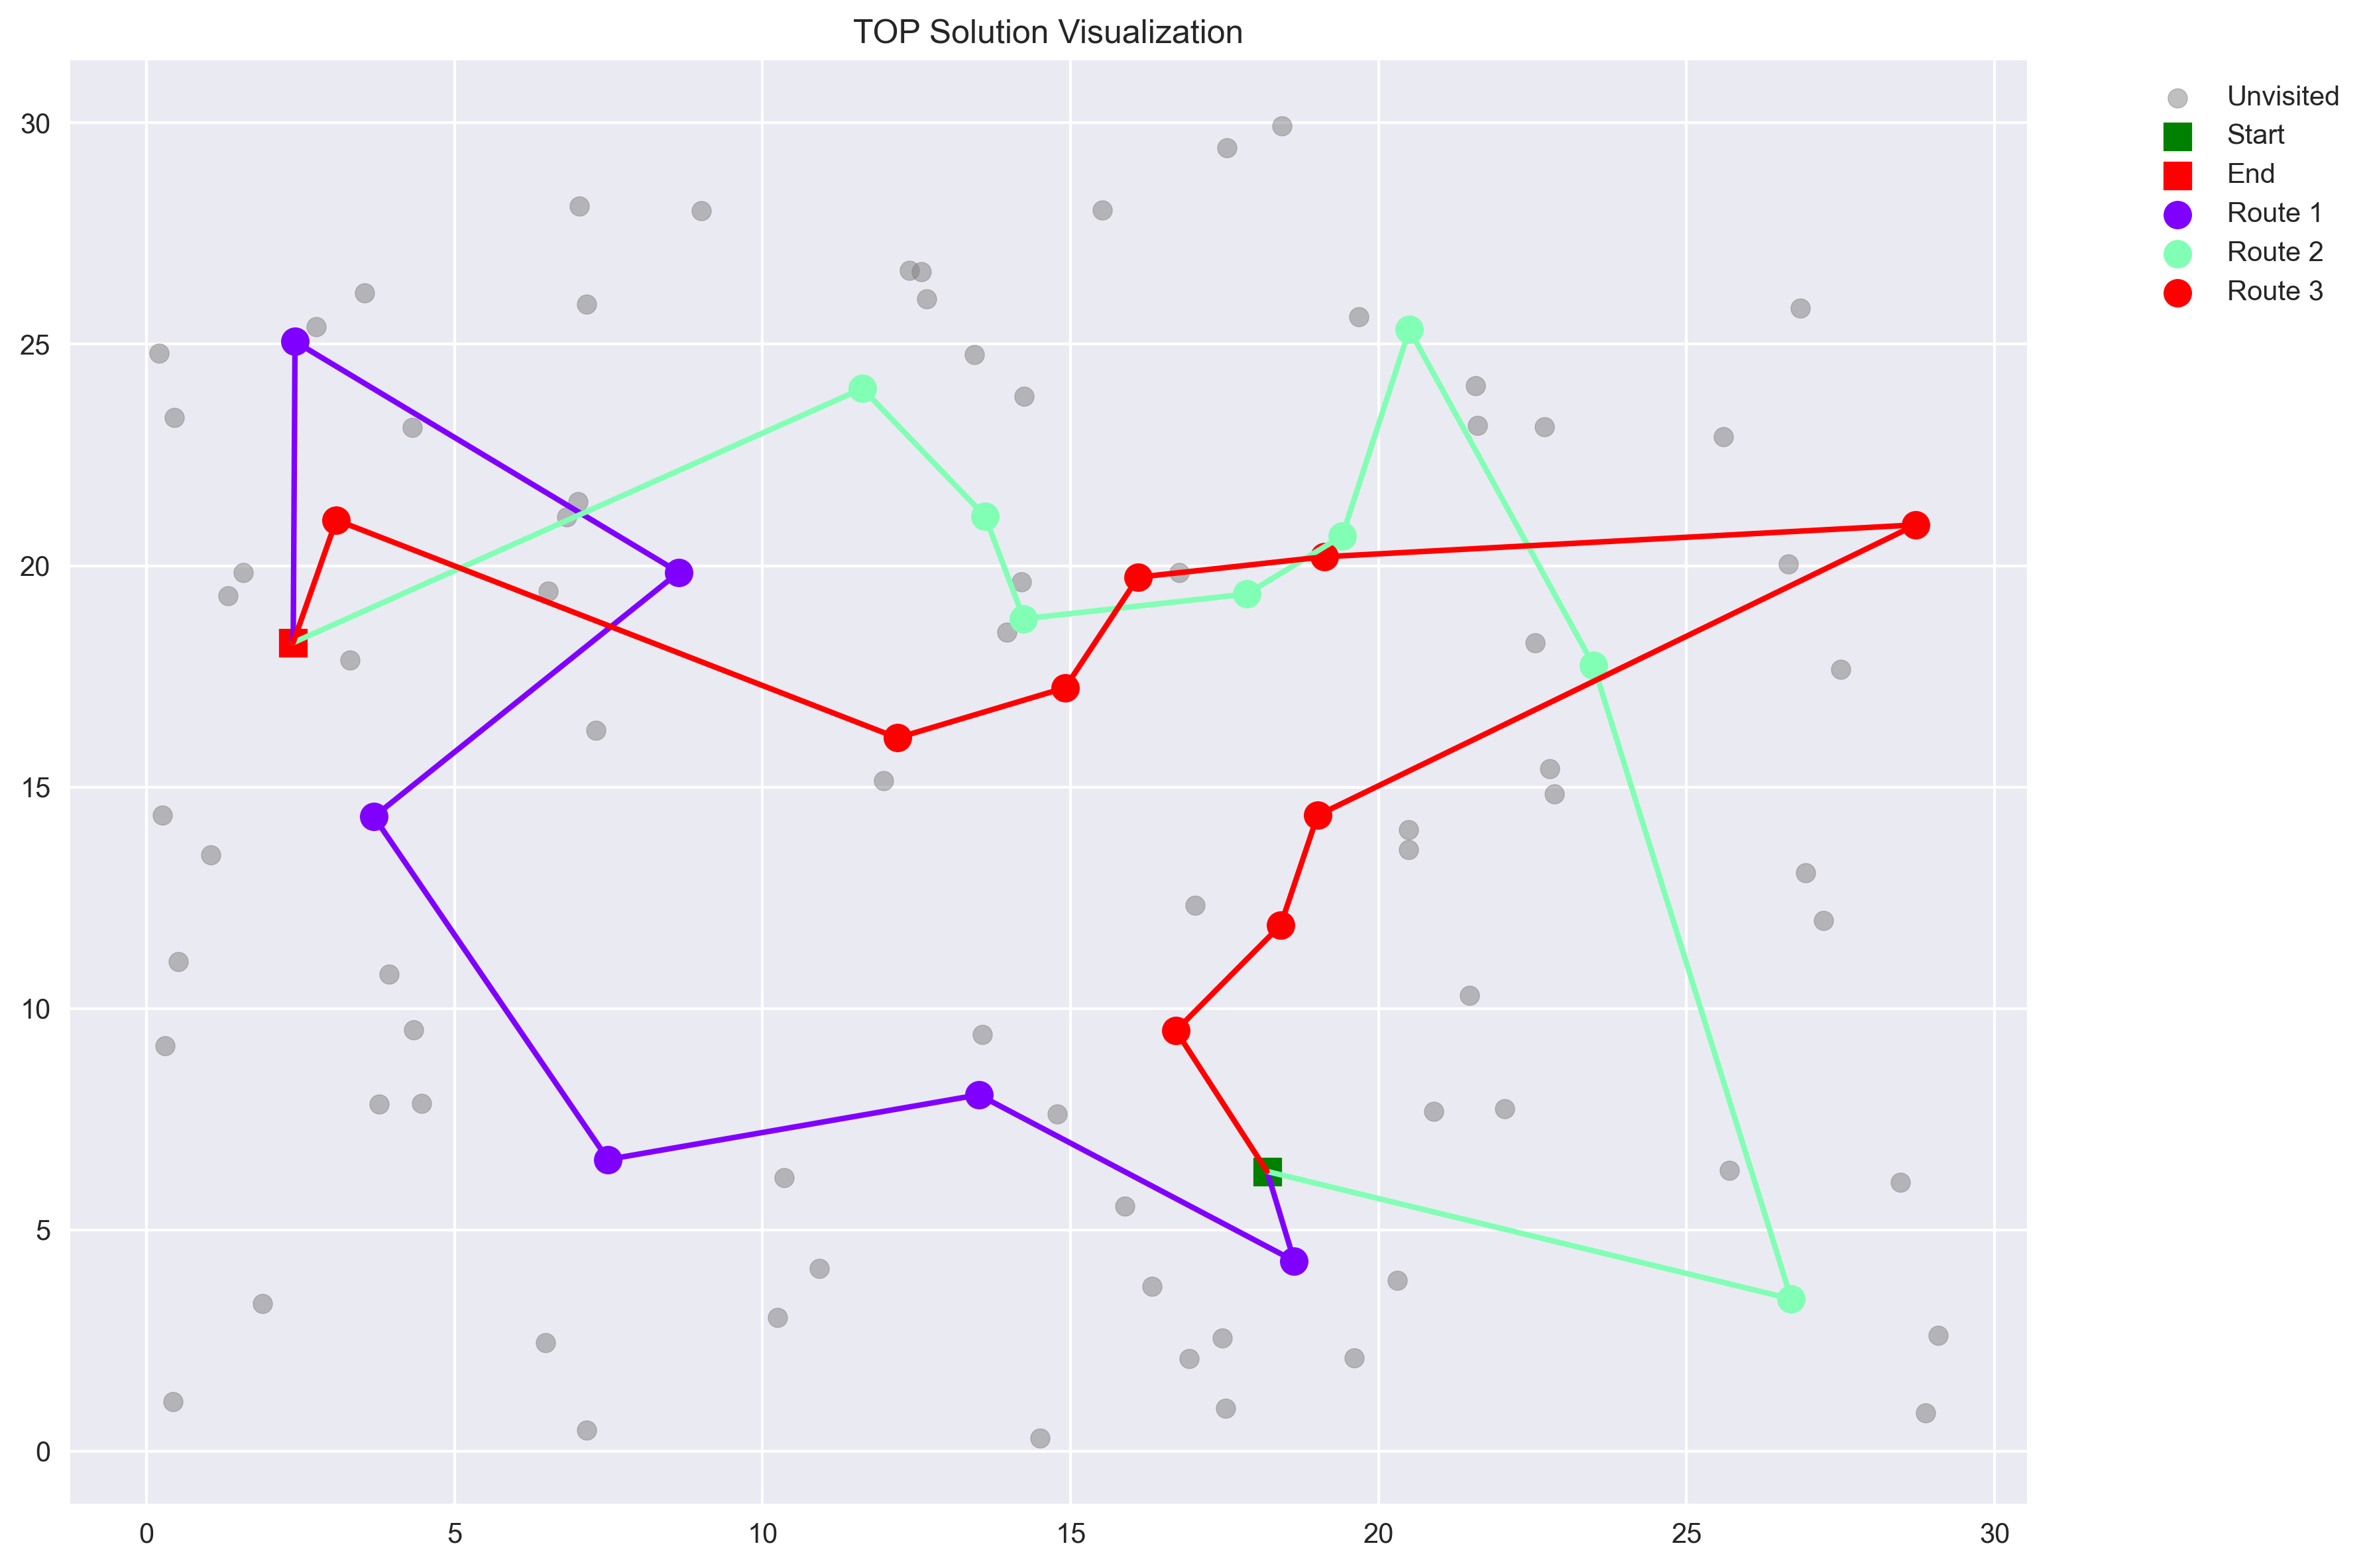 TOP Solution Visualization
Unvisited
Start
End
Route 1
Route 2
Route 3
30
25
20
15
10
5
0
0 5 10 15 20 25 30